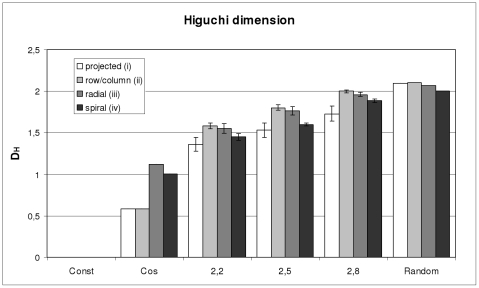 Higuchi dimension
2,5
2
1,5
1
0,5
0
D_H
projected (i)
row/column (ii)
radial (iii)
spiral (iv)
Const Cos 2,2 2,5 2,8 Random